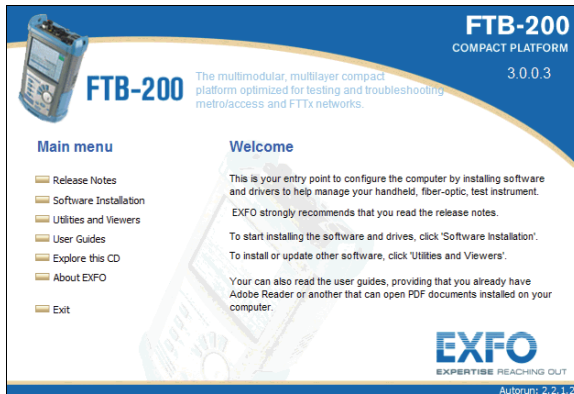 FTB-200
COMPACT PLATFORM
3.0.0.3
FTB-200
The multimodular, multilayer compact
platform optimized for testing and troubleshooting
metro/access and FTTx networks.
Main menu
Release Notes
Software Installation
Utilities and Viewers
User Guides
Explore this CD
About EXFO
Exit
Welcome
This is your entry point to configure the computer by installing software
and drivers to help manage your handheld, fiber-optic, test instrument.
EXFO strongly recommends that you read the release notes.
To start installing the software and drives, click 'Software Installation'.
To install or update other software, click 'Utilities and Viewers'.
Your can also read the user guides, providing that you already have
Adobe Reader or another that can open PDF documents installed on your
computer.
EXFO
EXPERTISE REACHING OUT
Autorun: 2.2.1.2